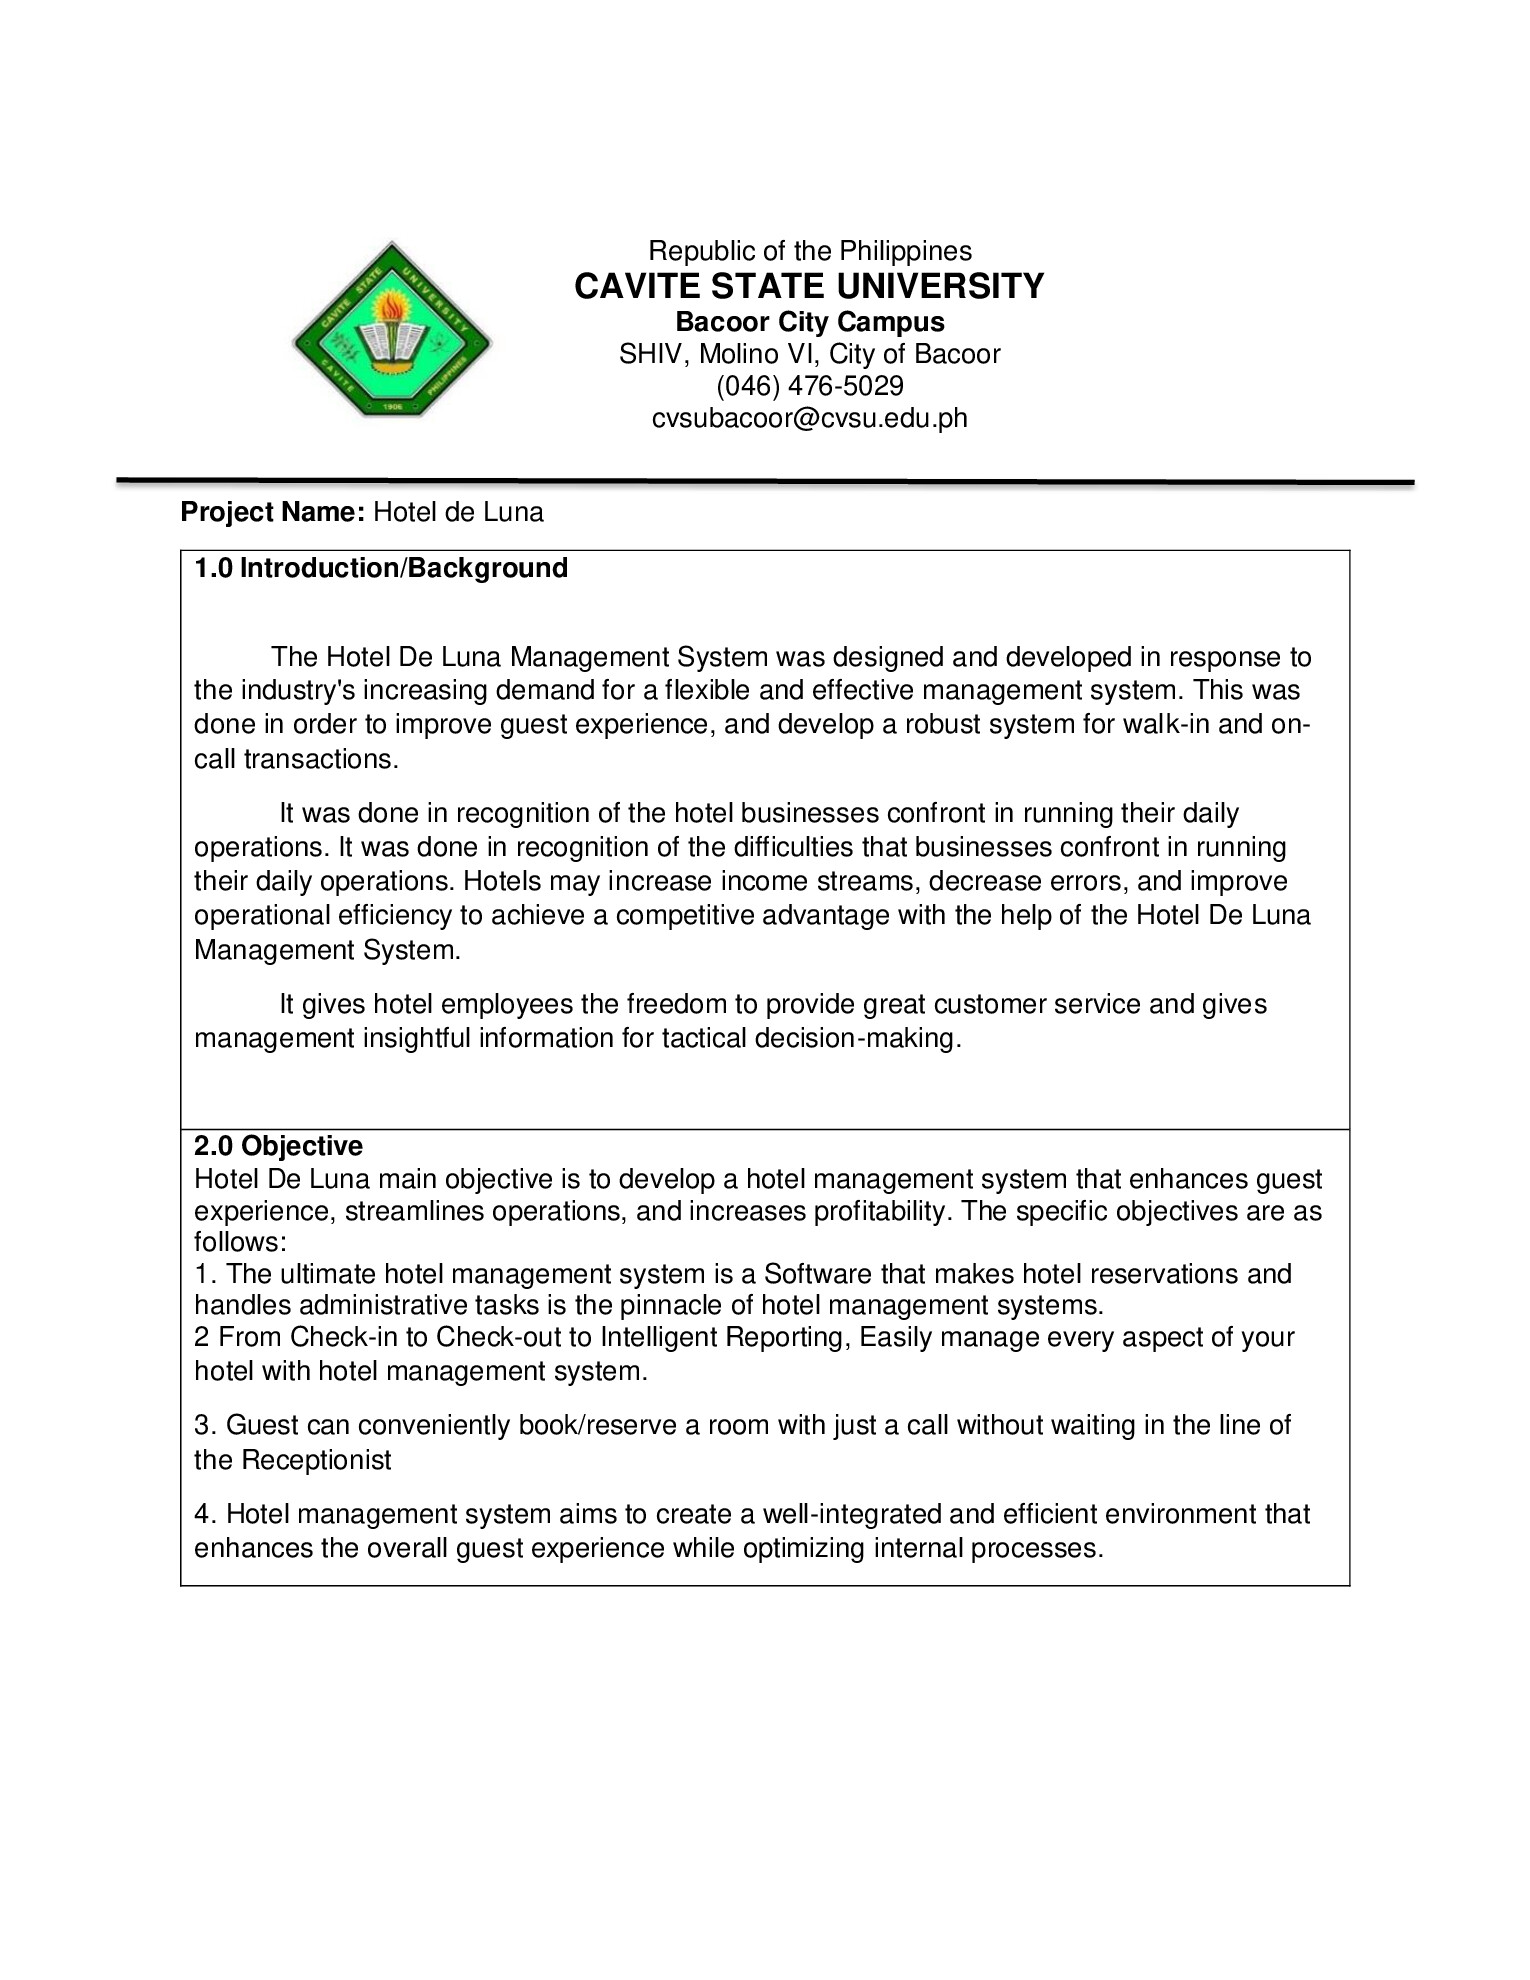 Republic of the Philippines
CAVITE STATE UNIVERSITY
Bacoor City Campus
SHIV, Molino VI, City of Bacoor
(046) 476-5029
cvsubacoor@cvsu.edu.ph
CAVITE STATE UNIVERSITY
CAVITE
PHILIPPINES
1906
Project Name: Hotel de Luna
1.0 Introduction/Background
The Hotel De Luna Management System was designed and developed in response to
the industry's increasing demand for a flexible and effective management system. This was
done in order to improve guest experience, and develop a robust system for walk-in and on-
call transactions.
It was done in recognition of the hotel businesses confront in running their daily
operations. It was done in recognition of the difficulties that businesses confront in running
their daily operations. Hotels may increase income streams, decrease errors, and improve
operational efficiency to achieve a competitive advantage with the help of the Hotel De Luna
Management System.
It gives hotel employees the freedom to provide great customer service and gives
management insightful information for tactical decision-making.
2.0 Objective
Hotel De Luna main objective is to develop a hotel management system that enhances guest
experience, streamlines operations, and increases profitability. The specific objectives are as
follows:
1. The ultimate hotel management system is a Software that makes hotel reservations and
handles administrative tasks is the pinnacle of hotel management systems.
2 From Check-in to Check-out to Intelligent Reporting, Easily manage every aspect of your
hotel with hotel management system.
3. Guest can conveniently book/reserve a room with just a call without waiting in the line of
the Receptionist
4. Hotel management system aims to create a well-integrated and efficient environment that
enhances the overall guest experience while optimizing internal processes.